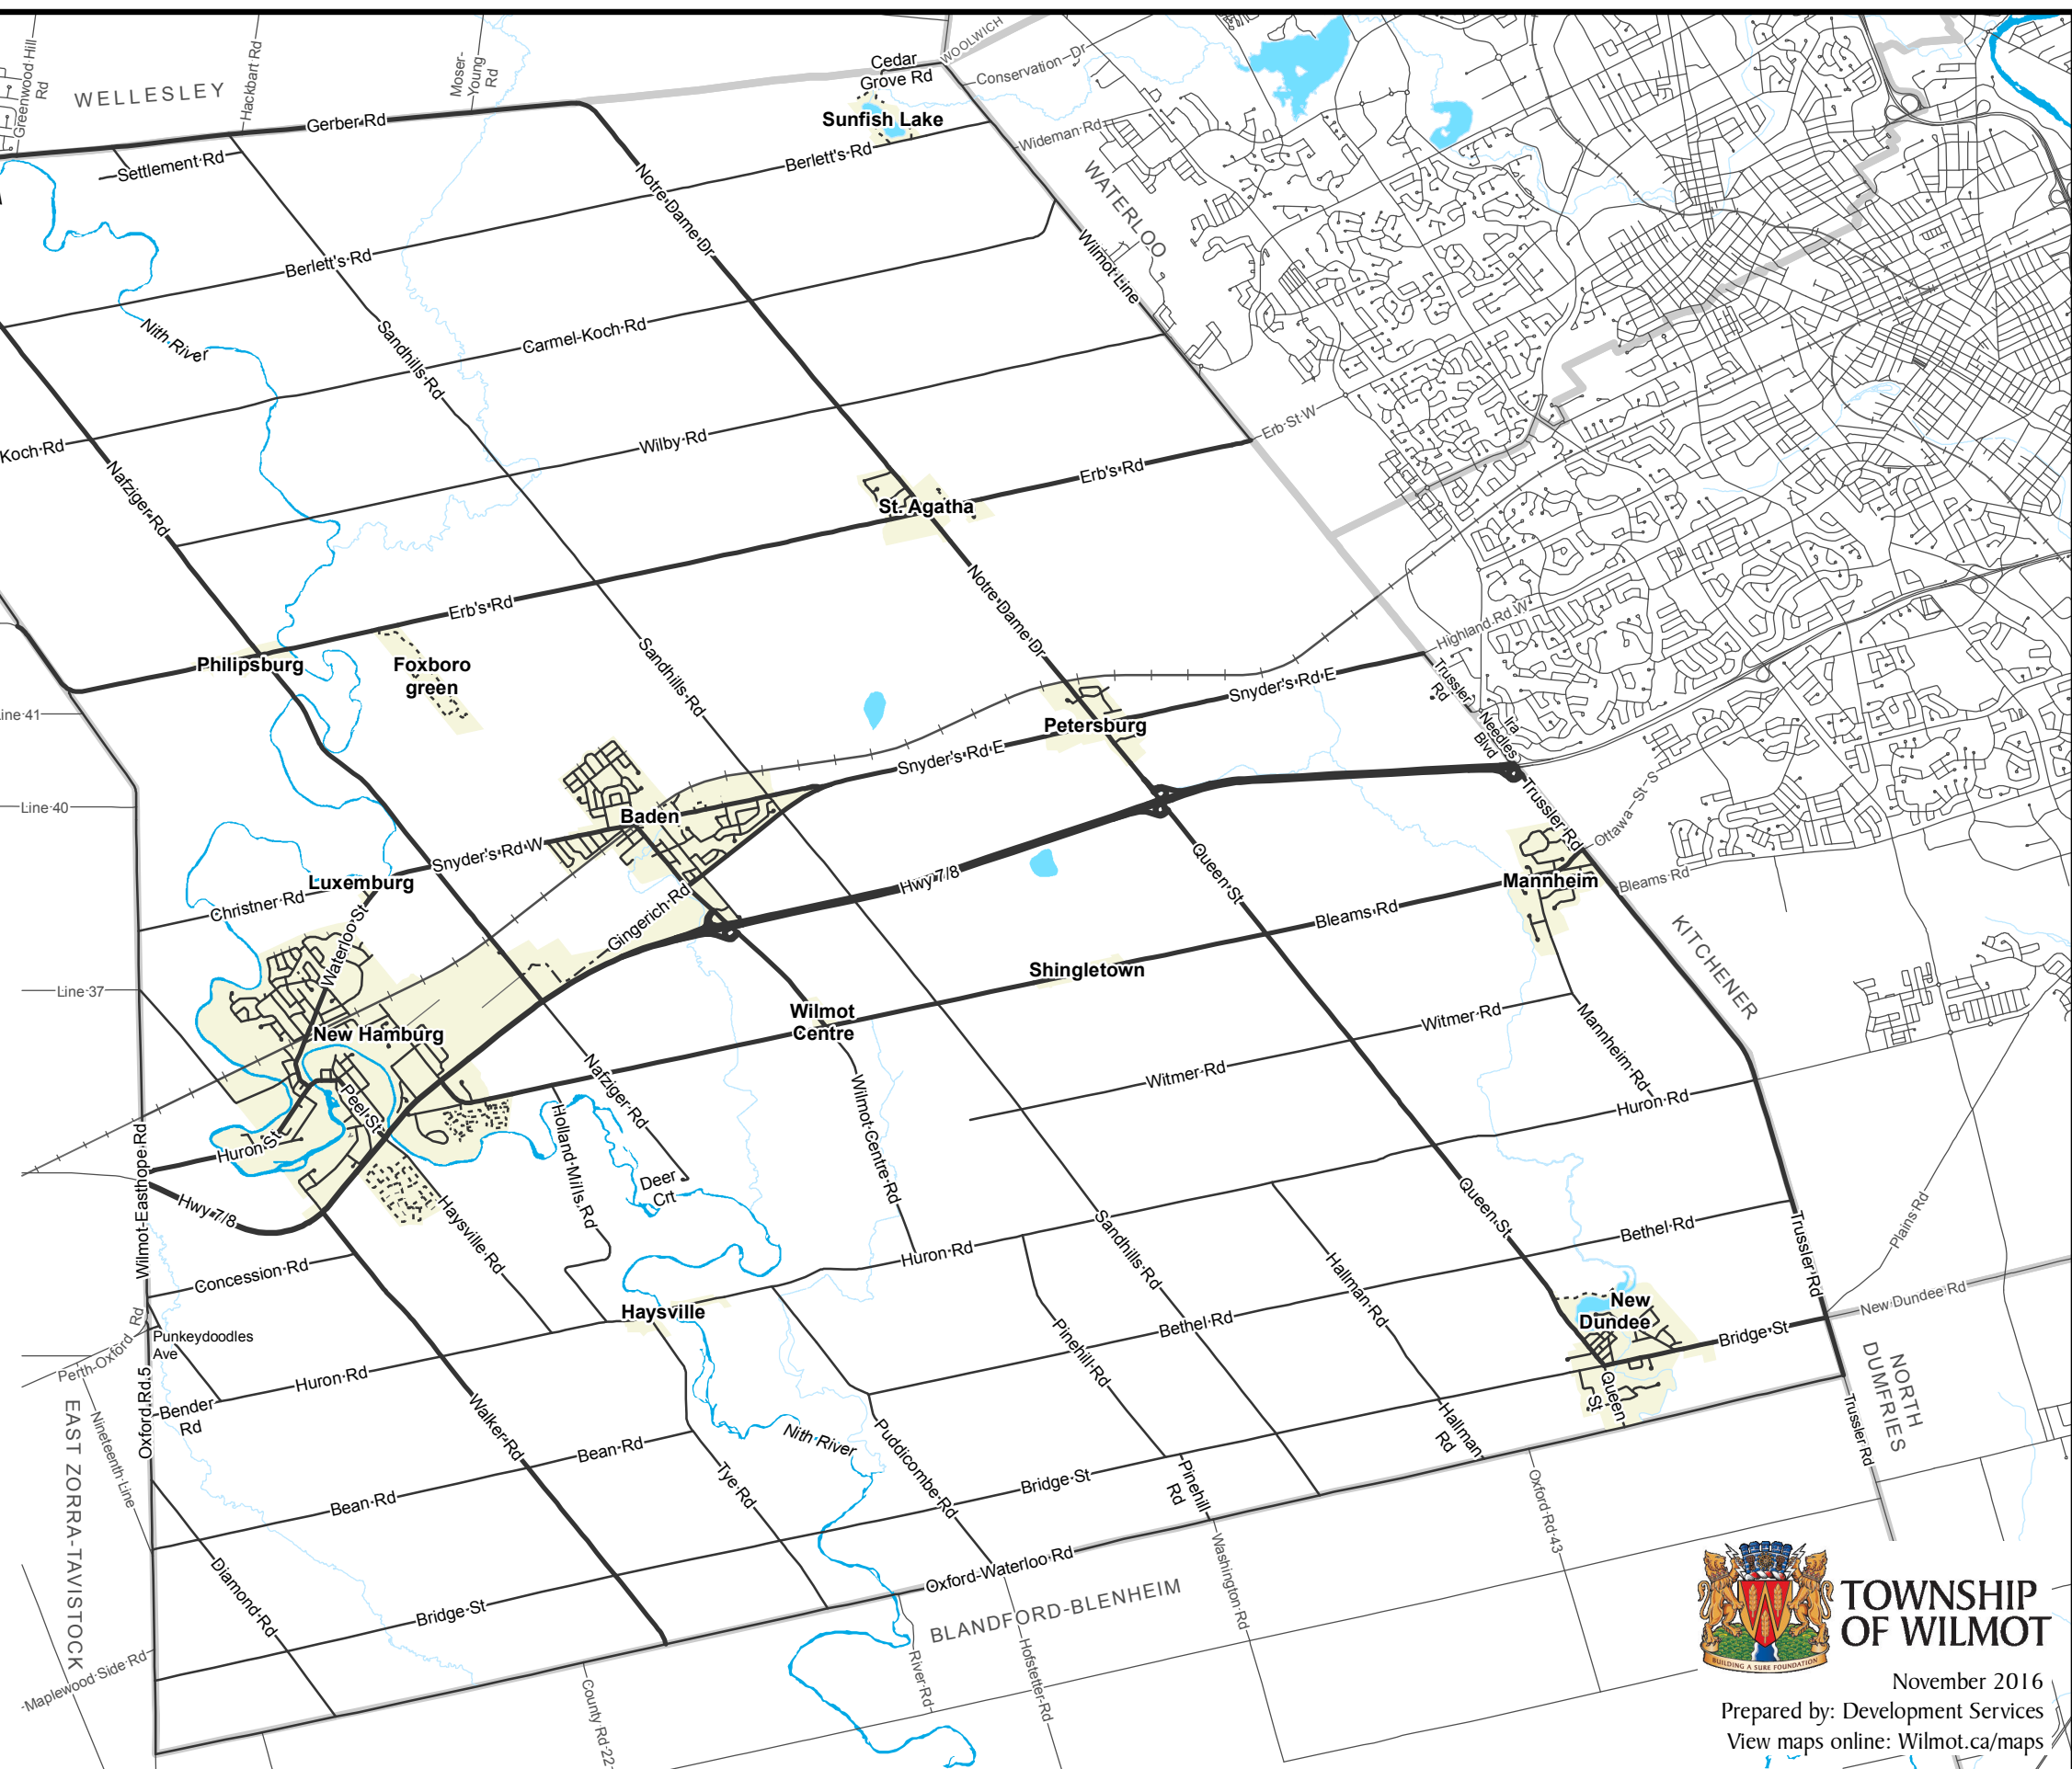 WELLESLEY
Greenwood Hill
Rd
Hackbart Rd
Moser-
Young
Rd
Cedar
Grove Rd
WOOLWICH
Conservation-Dr
Gerber Rd
Settlement Rd
Sunfish Lake
Wideman Rd
Berlett's Rd
WATERLOO
Notre Dame Dr
Wilmot Line
Berlett's Rd
Nith River
Sandhills Rd
Carmel-Koch Rd
Koch Rd
Wilby Rd
Erb St W
Erb's Rd
Nafziger Rd
St. Agatha
Notre Dame Dr
Erb's Rd
Highland Rd W
Philipsburg
Foxboro
green
Sandhills Rd
Snyder's Rd E
Trussler
Rd
Ira
Needles
Blvd
Line 41
Petersburg
Snyder's Rd E
Line 40
Baden
Trussler Rd
Ottawa St S
Snyder's Rd W
Queen St
Hwy 7/8
Luxemburg
Mannheim
Bleams Rd
Christner Rd
Waterloo St
Gingerich Rd
Bleams Rd
KITCHENER
Shingletown
Line 37
New Hamburg
Wilmot
Centre
Witmer Rd
Mannheim Rd
Witmer Rd
Nafziger Rd
Peel St
Holland Mills Rd
Wilmot Centre Rd
Huron Rd
Huron St
Wilmot-Easthope Rd
Deer
Crt
Hwy 7/8
Haysville Rd
Queen St
Sandhills Rd
Bethel Rd
Trussler Rd
Plains Rd
Huron Rd
Concession Rd
Hallman Rd
New Dundee Rd
Haysville
New
Dundee
Bethel Rd
Bridge St
Perth-Oxford Rd
Punkeydoodles
Ave
Pinehill Rd
Huron Rd
Oxford Rd 5
Bender
Rd
Walker Rd
Queen
St
NORTH
DUMFRIES
EAST ZORRA-TAVISTOCK
Nineteenth Line
Nith River
Puddicombe Rd
Hallman
Rd
Trussler Rd
Bean Rd
Tye Rd
Bridge St
Pinehill
Rd
Bean Rd
Oxford Rd 43
Oxford-Waterloo Rd
Washington Rd
Diamond Rd
Bridge St
BLANDFORD-BLENHEIM
Maplewood Side Rd
River Rd
Hofstetter Rd
County Rd 22
BUILDING A SURE FOUNDATION
TOWNSHIP
OF WILMOT
November 2016
Prepared by: Development Services
View maps online: Wilmot.ca/maps